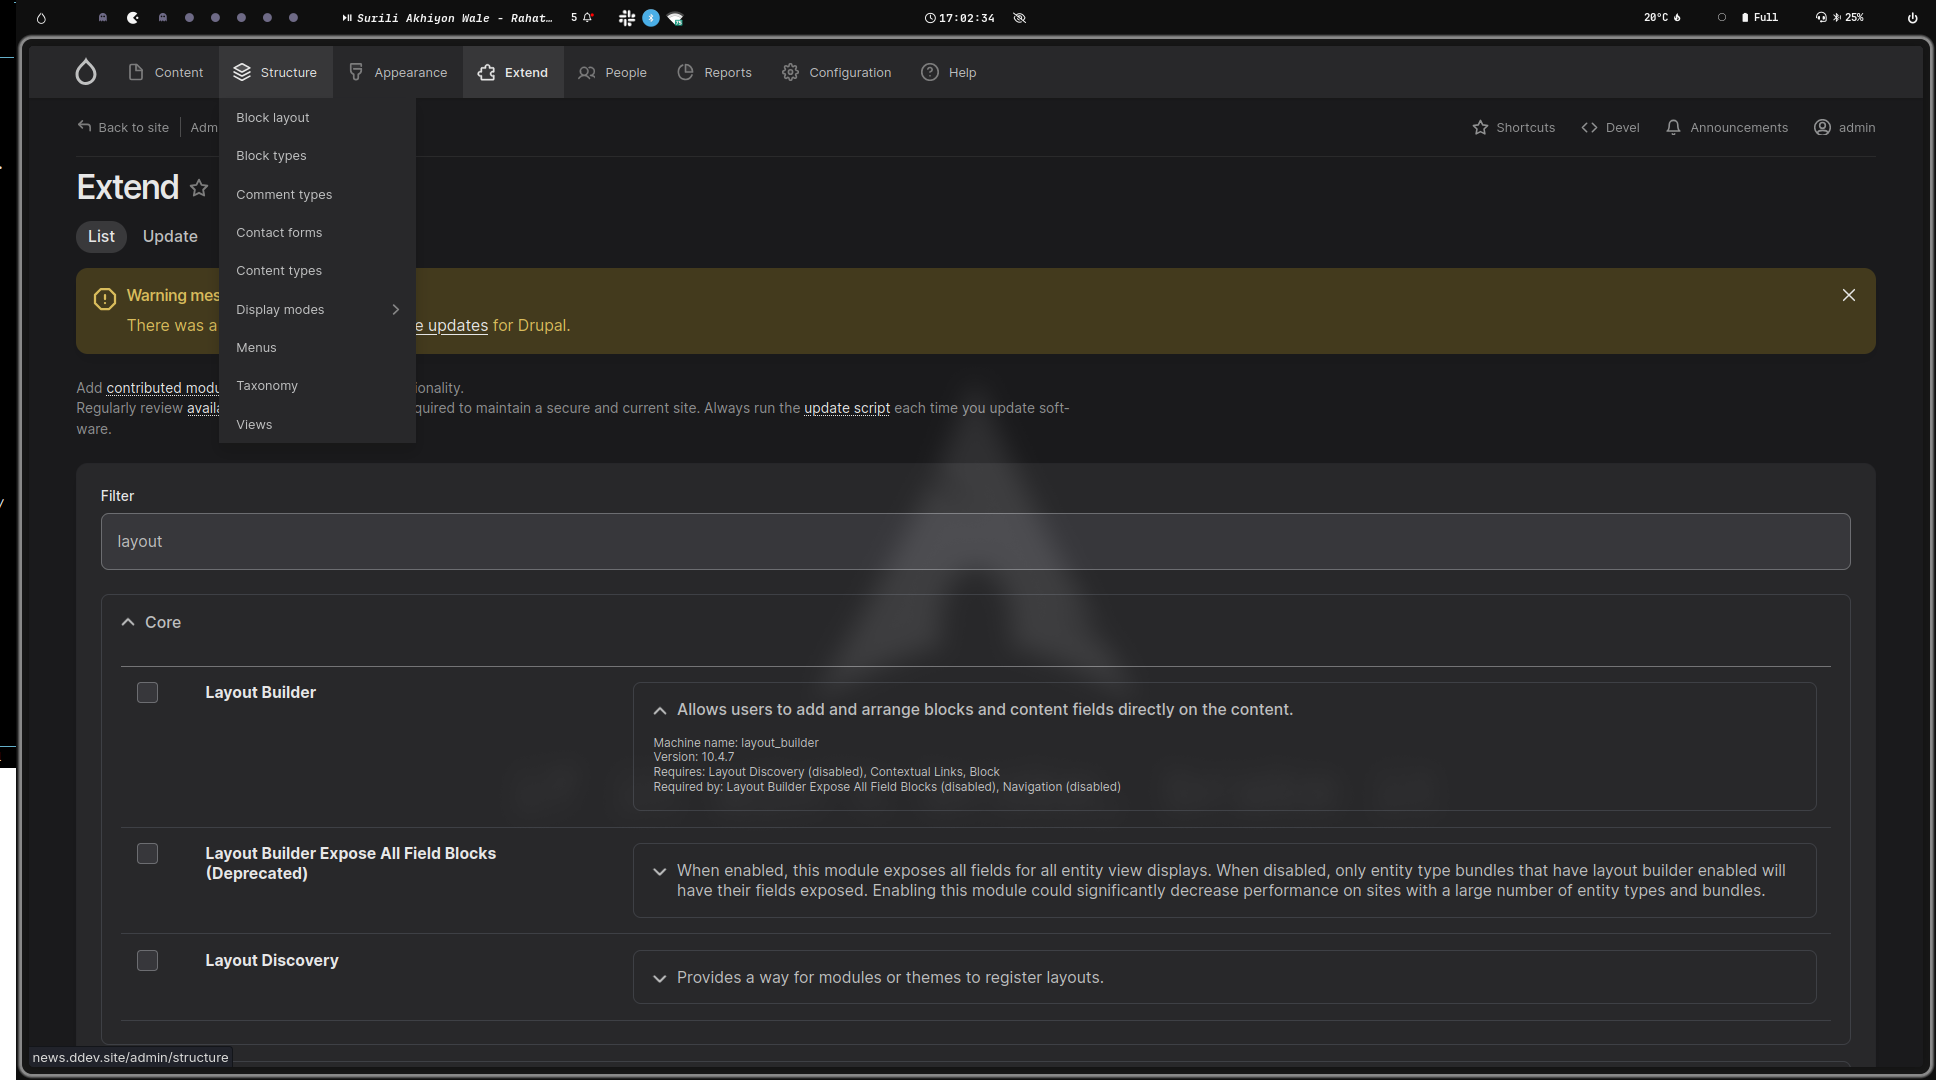 Surili Akhiyon Wale - Rahat…
5
17:02:34
20°C
Full
25%
Content
Structure
Appearance
Extend
People
Reports
Configuration
Help
Block layout
Block types
Comment types
Contact forms
Content types
Display modes
Menus
Taxonomy
Views
Back to site
Adm
Shortcuts
Devel
Announcements
admin
Extend
List
Update
Warning mes
There was a
e updates for Drupal.
Add contributed modu
ionality.
Regularly review availa
quired to maintain a secure and current site. Always run the update script each time you update soft-
ware.
Filter
layout
Core
Layout Builder
Allows users to add and arrange blocks and content fields directly on the content.
Machine name: layout_builder
Version: 10.4.7
Requires: Layout Discovery (disabled), Contextual Links, Block
Required by: Layout Builder Expose All Field Blocks (disabled), Navigation (disabled)
Layout Builder Expose All Field Blocks
(Deprecated)
When enabled, this module exposes all fields for all entity view displays. When disabled, only entity type bundles that have layout builder enabled will
have their fields exposed. Enabling this module could significantly decrease performance on sites with a large number of entity types and bundles.
Layout Discovery
Provides a way for modules or themes to register layouts.
news.ddev.site/admin/structure